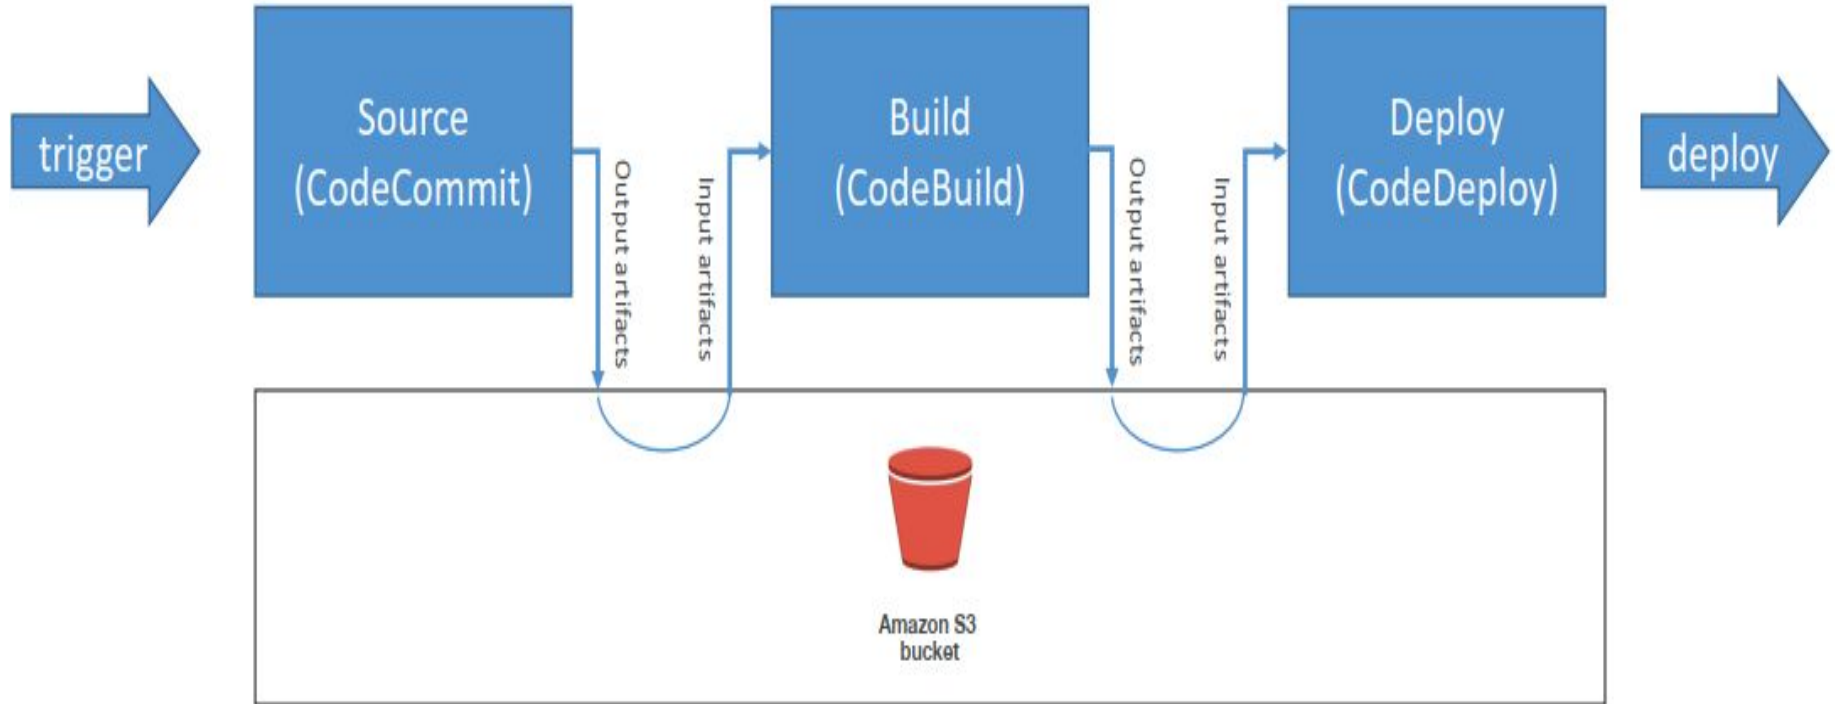 trigger
Source
(CodeCommit)
Output artifacts
Input artifacts
Build
(CodeBuild)
Output artifacts
Input artifacts
Deploy
(CodeDeploy)
deploy
Amazon S3
bucket